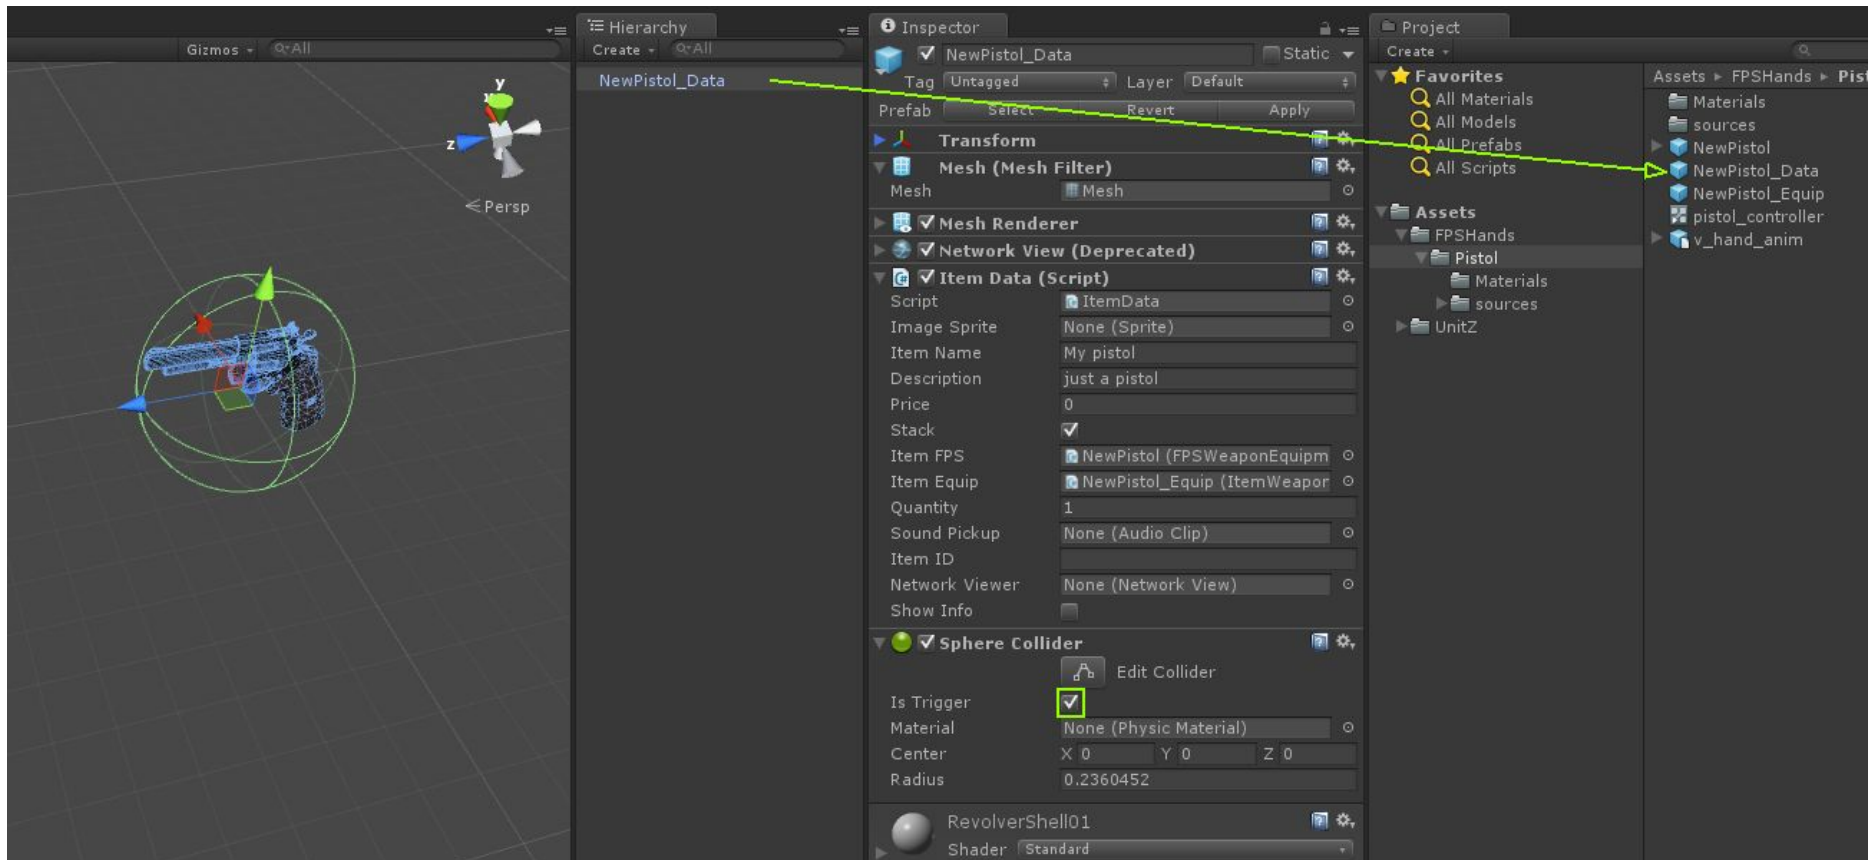 Gizmos
All
y
z
Persp
Hierarchy
Create
All
NewPistol_Data
Inspector
NewPistol_Data
Static
Tag Untagged Layer Default
Prefab Select Revert Apply
Transform
Mesh (Mesh Filter)
Mesh Mesh
Mesh Renderer
Network View (Deprecated)
Item Data (Script)
Script ItemData
Image Sprite None (Sprite)
Item Name My pistol
Description just a pistol
Price 0
Stack
Item FPS NewPistol (FPSWeaponEquipm
Item Equip NewPistol_Equip (ItemWeapor
Quantity 1
Sound Pickup None (Audio Clip)
Item ID
Network Viewer None (Network View)
Show Info
Sphere Collider
Edit Collider
Is Trigger
Material None (Physic Material)
Center X 0 Y 0 Z 0
Radius 0.2360452
RevolverShell01
Shader Standard
Project
Create
Favorites
All Materials
All Models
All Prefabs
All Scripts
Assets
FPSHands
Pistol
Materials
sources
UnitZ
Assets FPSHands Pist
Materials
sources
NewPistol
NewPistol_Data
NewPistol_Equip
pistol_controller
v_hand_anim